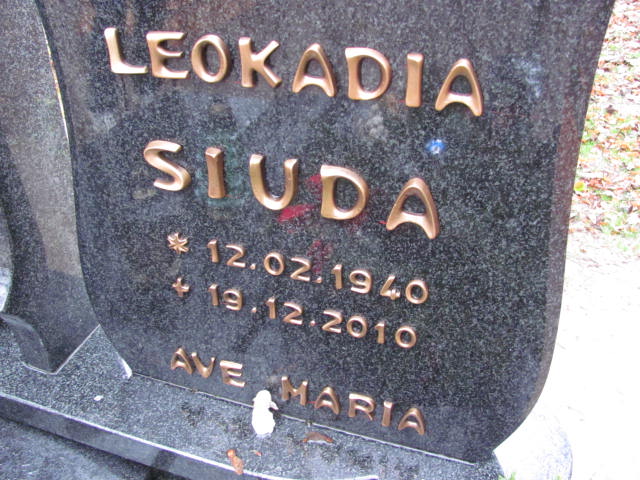 LEOKADIA
SIUDA
* 12.02.1940
+ 19.12.2010
AVE MARIA